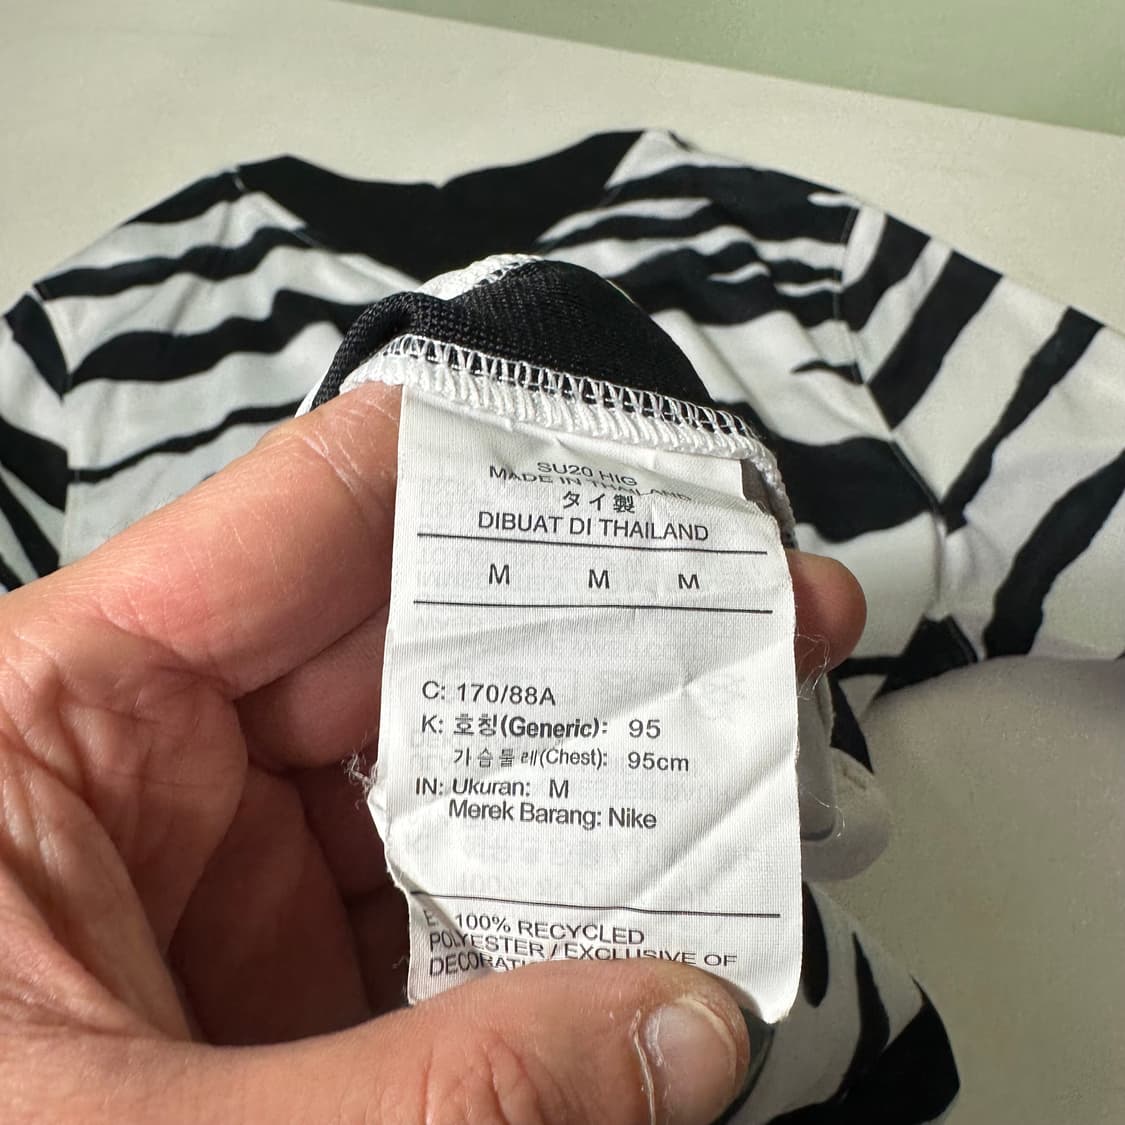 SU20 HIG
MADE IN THAILAND
タイ製
DIBUAT DI THAILAND
M M M
C: 170/88A
K: 호칭(Generic): 95
가슴둘레(Chest): 95cm
IN: Ukuran: M
Merek Barang: Nike
E 100% RECYCLED
POLYESTER / EXCLUSIVE OF